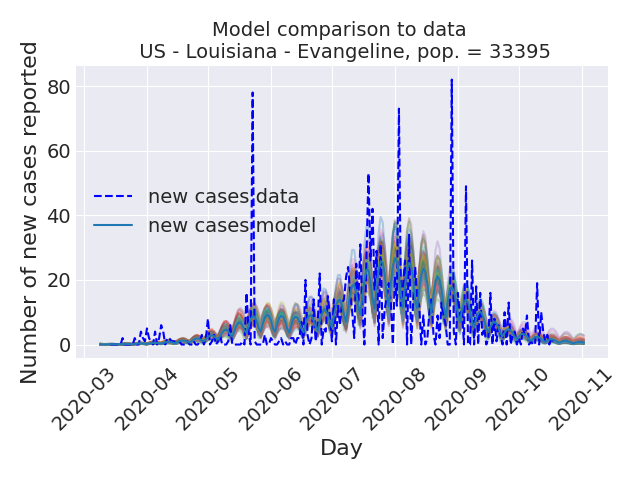 Model comparison to data
US - Louisiana - Evangeline, pop. = 33395
Number of new cases reported
80
60
40
20
0
new cases data
new cases model
2020-03
2020-04
2020-05
2020-06
2020-07
2020-08
2020-09
2020-10
2020-11
Day